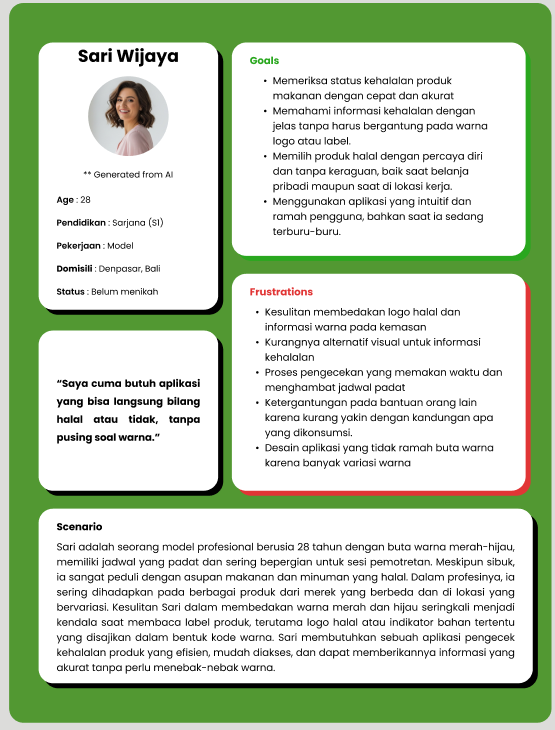 Sari Wijaya
** Generated from AI
Age : 28
Pendidikan : Sarjana (S1)
Pekerjaan : Model
Domisili : Denpasar, Bali
Status : Belum menikah
“Saya cuma butuh aplikasi
yang bisa langsung bilang
halal atau tidak, tanpa
pusing soal warna.”
Goals
• Memeriksa status kehalalan produk
makanan dengan cepat dan akurat
• Memahami informasi kehalalan dengan
jelas tanpa harus bergantung pada warna
logo atau label.
• Memilih produk halal dengan percaya diri
dan tanpa keraguan, baik saat belanja
pribadi maupun saat di lokasi kerja.
• Menggunakan aplikasi yang intuitif dan
ramah pengguna, bahkan saat ia sedang
terburu-buru.
Frustrations
• Kesulitan membedakan logo halal dan
informasi warna pada kemasan
• Kurangnya alternatif visual untuk informasi
kehalalan
• Proses pengecekan yang memakan waktu dan
menghambat jadwal padat
• Ketergantungan pada bantuan orang lain
karena kurang yakin dengan kandungan apa
yang dikonsumsi.
• Desain aplikasi yang tidak ramah buta warna
karena banyak variasi warna
Scenario
Sari adalah seorang model profesional berusia 28 tahun dengan buta warna merah-hijau,
memiliki jadwal yang padat dan sering bepergian untuk sesi pemotretan. Meskipun sibuk,
ia sangat peduli dengan asupan makanan dan minuman yang halal. Dalam profesinya, ia
sering dihadapkan pada berbagai produk dari merek yang berbeda dan di lokasi yang
bervariasi. Kesulitan Sari dalam membedakan warna merah dan hijau seringkali menjadi
kendala saat membaca label produk, terutama logo halal atau indikator bahan tertentu
yang disajikan dalam bentuk kode warna. Sari membutuhkan sebuah aplikasi pengecek
kehalalan produk yang efisien, mudah diakses, dan dapat memberikannya informasi yang
akurat tanpa perlu menebak-nebak warna.